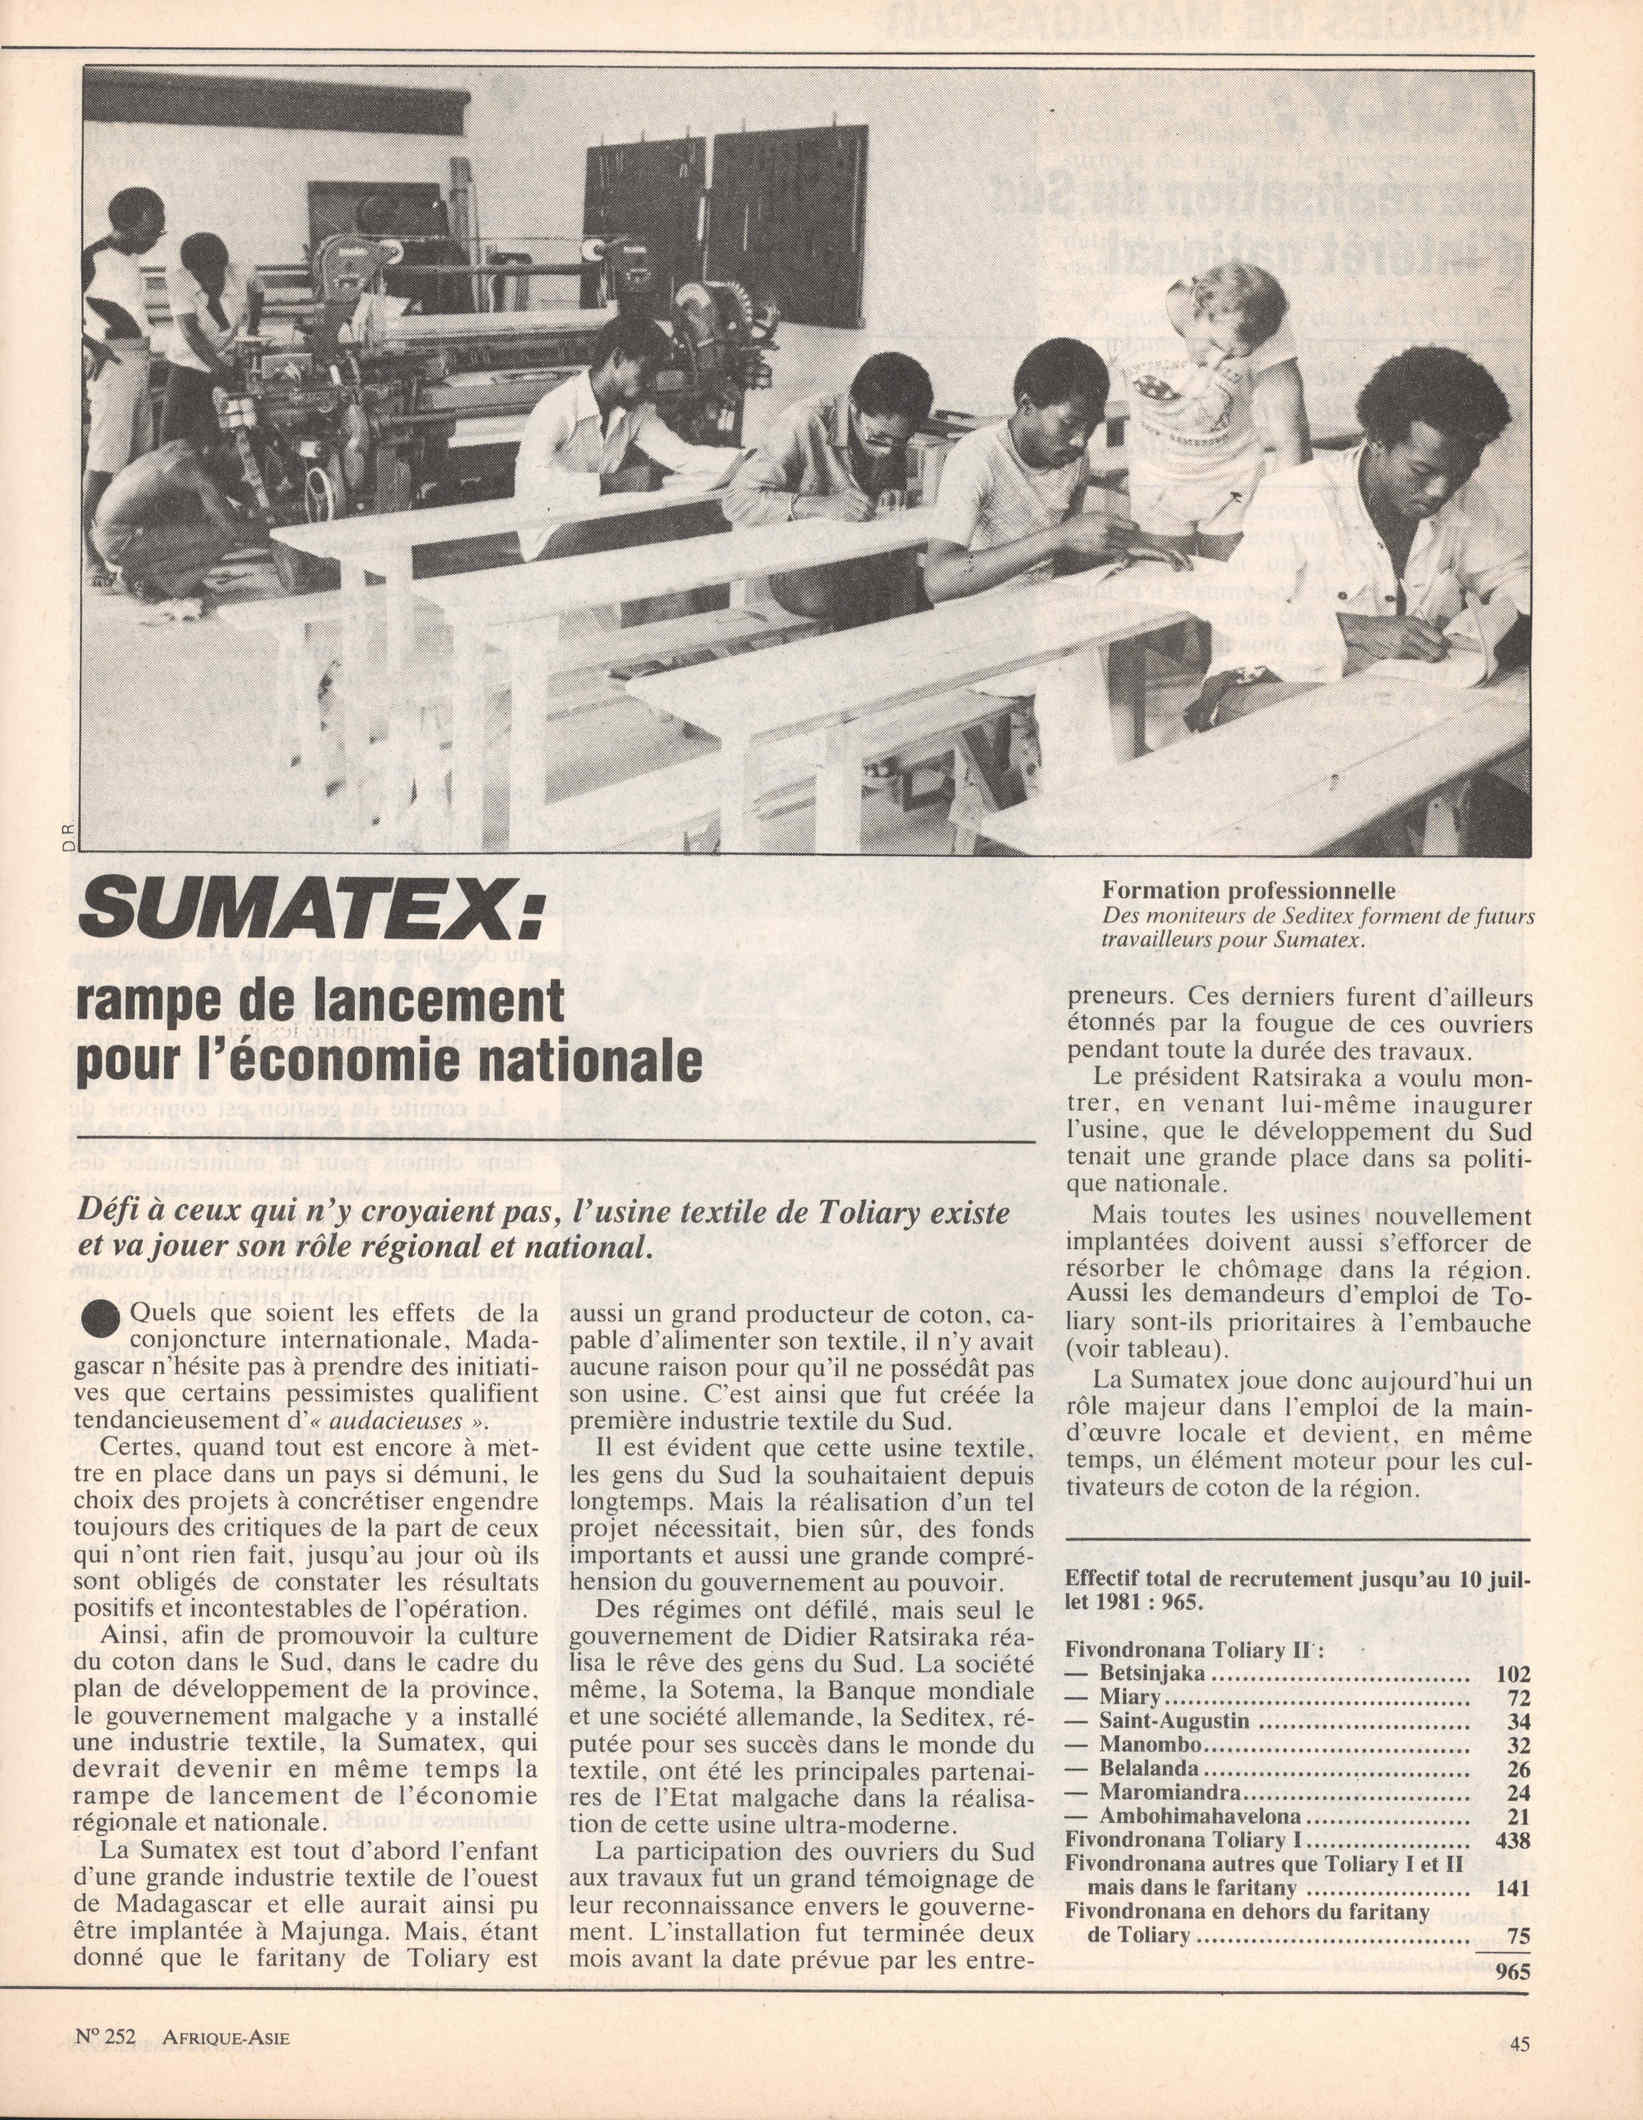 D.R.
SUMATEX:
rampe de lancement
pour l'économie nationale
Formation professionnelle
Des moniteurs de Seditex forment de futurs
travailleurs pour Sumatex.
Défi à ceux qui n'y croyaient pas, l'usine textile de Toliary existe
et va jouer son rôle régional et national.
● Quels que soient les effets de la
conjoncture internationale, Mada-
gascar n'hésite pas à prendre des initiati-
ves que certains pessimistes qualifient
tendancieusement d'« audacieuses ».
Certes, quand tout est encore à met-
tre en place dans un pays si démuni, le
choix des projets à concrétiser engendre
toujours des critiques de la part de ceux
qui n'ont rien fait, jusqu'au jour où ils
sont obligés de constater les résultats
positifs et incontestables de l'opération.
Ainsi, afin de promouvoir la culture
du coton dans le Sud, dans le cadre du
plan de développement de la province,
le gouvernement malgache y a installé
une industrie textile, la Sumatex, qui
devrait devenir en même temps la
rampe de lancement de l'économie
régionale et nationale.
La Sumatex est tout d'abord l'enfant
d'une grande industrie textile de l'ouest
de Madagascar et elle aurait ainsi pu
être implantée à Majunga. Mais, étant
donné que le faritany de Toliary est
aussi un grand producteur de coton, ca-
pable d'alimenter son textile, il n'y avait
aucune raison pour qu'il ne possédât pas
son usine. C'est ainsi que fut créée la
première industrie textile du Sud.
Il est évident que cette usine textile,
les gens du Sud la souhaitaient depuis
longtemps. Mais la réalisation d'un tel
projet nécessitait, bien sûr, des fonds
importants et aussi une grande compré-
hension du gouvernement au pouvoir.
Des régimes ont défilé, mais seul le
gouvernement de Didier Ratsiraka réa-
lisa le rêve des gens du Sud. La société
même, la Sotema, la Banque mondiale
et une société allemande, la Seditex, ré-
putée pour ses succès dans le monde du
textile, ont été les principales partenai-
res de l'Etat malgache dans la réalisa-
tion de cette usine ultra-moderne.
La participation des ouvriers du Sud
aux travaux fut un grand témoignage de
leur reconnaissance envers le gouverne-
ment. L'installation fut terminée deux
mois avant la date prévue par les entre-
preneurs. Ces derniers furent d'ailleurs
étonnés par la fougue de ces ouvriers
pendant toute la durée des travaux.
Le président Ratsiraka a voulu mon-
trer, en venant lui-même inaugurer
l'usine, que le développement du Sud
tenait une grande place dans sa politi-
que nationale.
Mais toutes les usines nouvellement
implantées doivent aussi s'efforcer de
résorber le chômage dans la région.
Aussi les demandeurs d'emploi de To-
liary sont-ils prioritaires à l'embauche
(voir tableau).
La Sumatex joue donc aujourd'hui un
rôle majeur dans l'emploi de la main-
d'œuvre locale et devient, en même
temps, un élément moteur pour les cul-
tivateurs de coton de la région.
Effectif total de recrutement jusqu'au 10 juil-
let 1981 : 965.
Fivondronana Toliary II :
— Betsinjaka ................................. 102
— Miary....................................... 72
— Saint-Augustin ........................... 34
— Manombo.................................. 32
— Belalanda .................................. 26
— Maromiandra............................. 24
— Ambohimahavelona ..................... 21
Fivondronana Toliary I..................... 438
Fivondronana autres que Toliary I et II
mais dans le faritany ..................... 141
Fivondronana en dehors du faritany
de Toliary ................................... 75
965
N° 252 AFRIQUE-ASIE
45